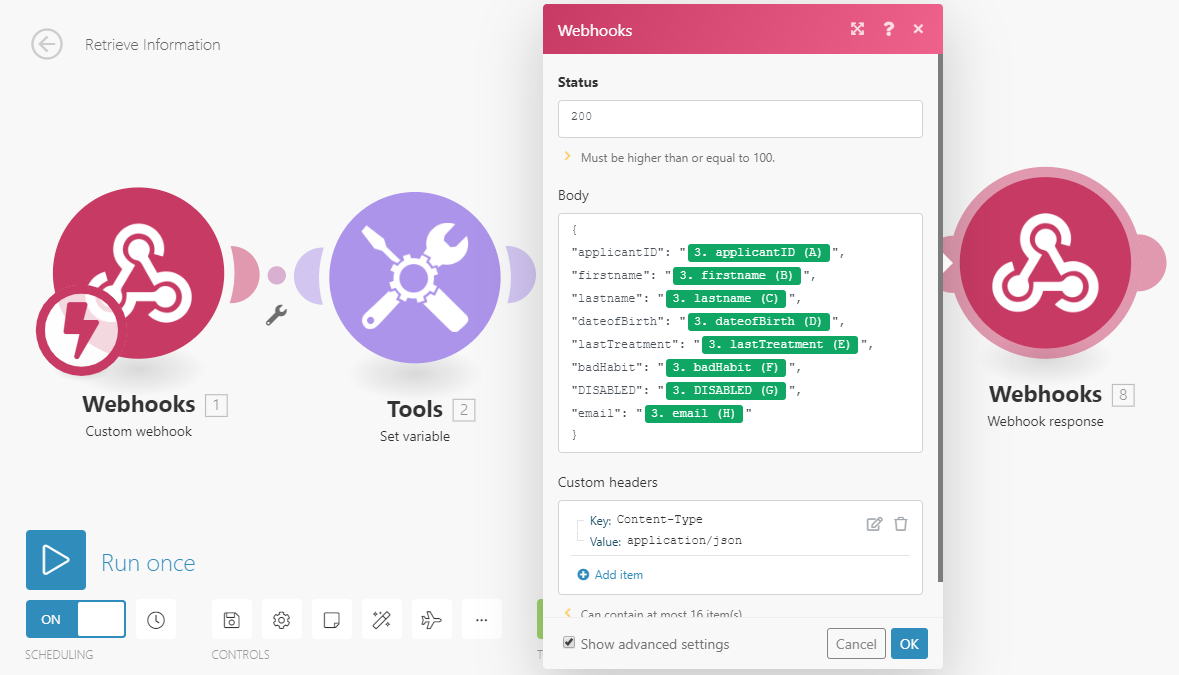 Retrieve Information
Webhooks 1
Custom webhook
Tools 2
Set variable
Webhooks ? ×
Status
200
Must be higher than or equal to 100.
Body
{
"applicantID": "3. applicantID (A)",
"firstname": "3. firstname (B)",
"lastname": "3. lastname (C)",
"dateofBirth": "3. dateofBirth (D)",
"lastTreatment": "3. lastTreatment (E)",
"badHabit": "3. badHabit (F)",
"DISABLED": "3. DISABLED (G)",
"email": "3. email (H)"
}
Custom headers
Key: Content-Type
Value: application/json
Add item
Can contain at most 16 item(s)
Show advanced settings
Cancel
OK
Webhooks 8
Webhook response
Run once
ON
SCHEDULING
CONTROLS
T